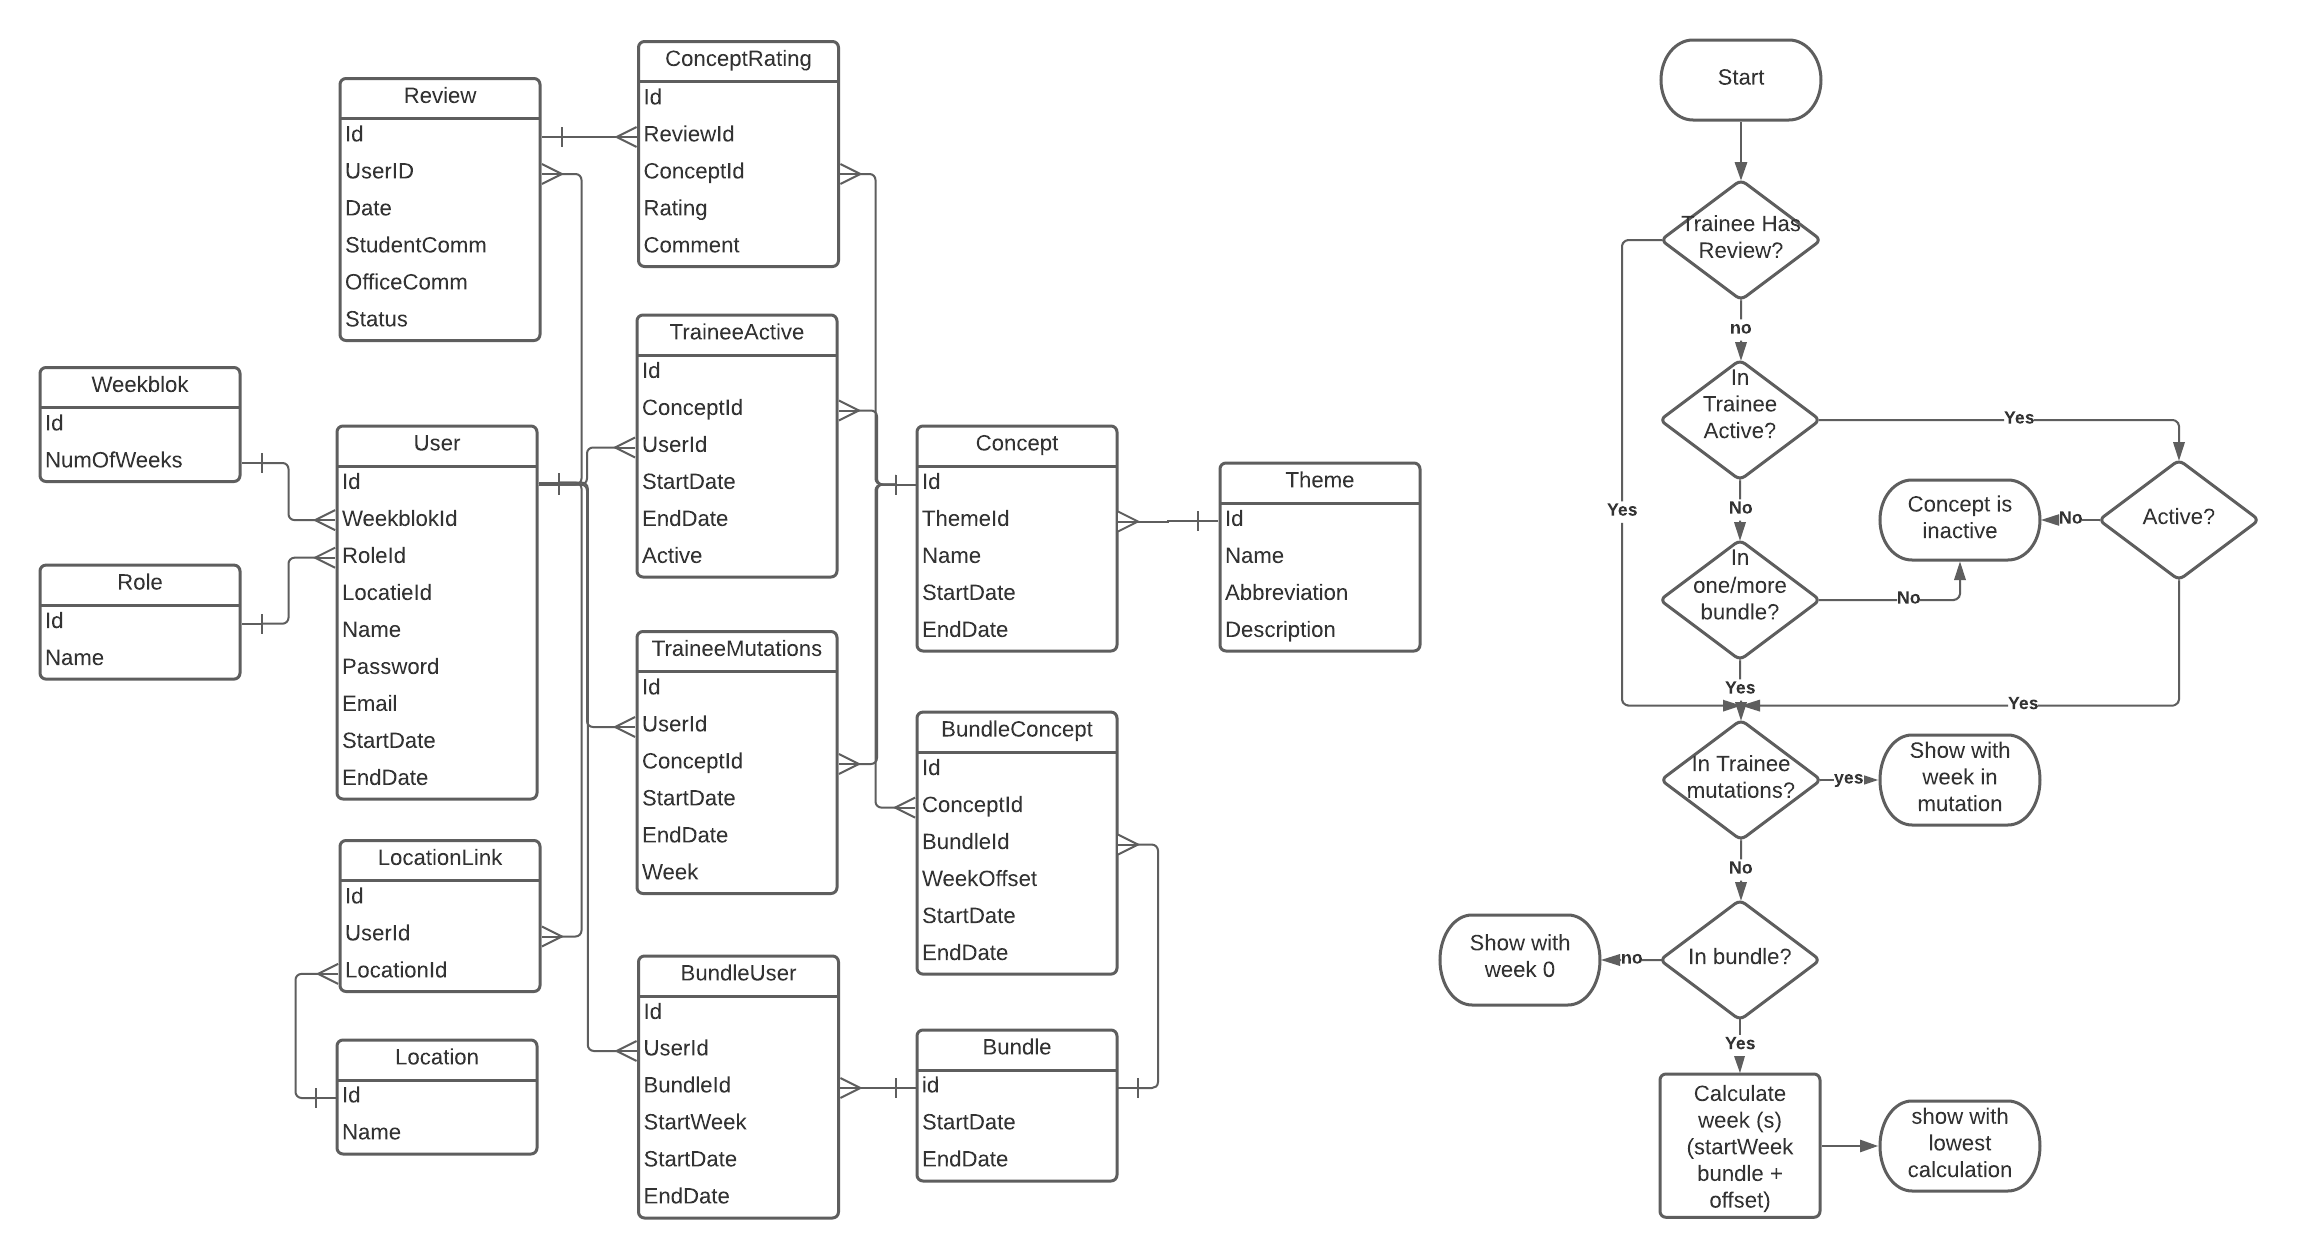 Review
Id
UserID
Date
StudentComm
OfficeComm
Status
ConceptRating
Id
ReviewId
ConceptId
Rating
Comment
Weekblok
Id
NumOfWeeks
Role
Id
Name
User
Id
WeekblokId
RoleId
LocatieId
Name
Password
Email
StartDate
EndDate
TraineeActive
Id
ConceptId
UserId
StartDate
EndDate
Active
TraineeMutations
Id
UserId
ConceptId
StartDate
EndDate
Week
Concept
Id
ThemeId
Name
StartDate
EndDate
Theme
Id
Name
Abbreviation
Description
BundleConcept
Id
ConceptId
BundleId
WeekOffset
StartDate
EndDate
LocationLink
Id
UserId
LocationId
Location
Id
Name
BundleUser
Id
UserId
BundleId
StartWeek
StartDate
EndDate
Bundle
id
StartDate
EndDate
Start
Trainee Has
Review?
Yes
no
In
Trainee
Active?
Yes
No
Active?
No
Concept is
inactive
In
one/more
bundle?
No
Yes
Yes
In Trainee
mutations?
yes
Show with
week in
mutation
No
In bundle?
no
Show with
week 0
Yes
Calculate
week (s)
(startWeek
bundle +
offset)
show with
lowest
calculation